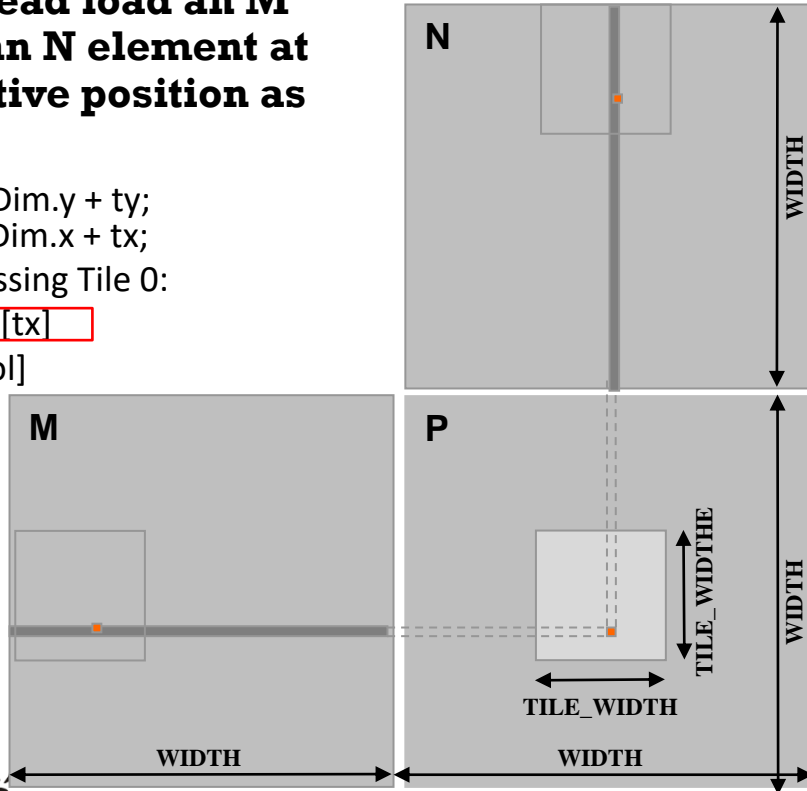 ead load an M
an N element at
tive position as
Dim.y + ty;
Dim.x + tx;
ssing Tile 0:
[tx]
ol]
N
WIDTH
M
P
TILE_WIDTHE
WIDTH
TILE_WIDTH
WIDTH
WIDTH